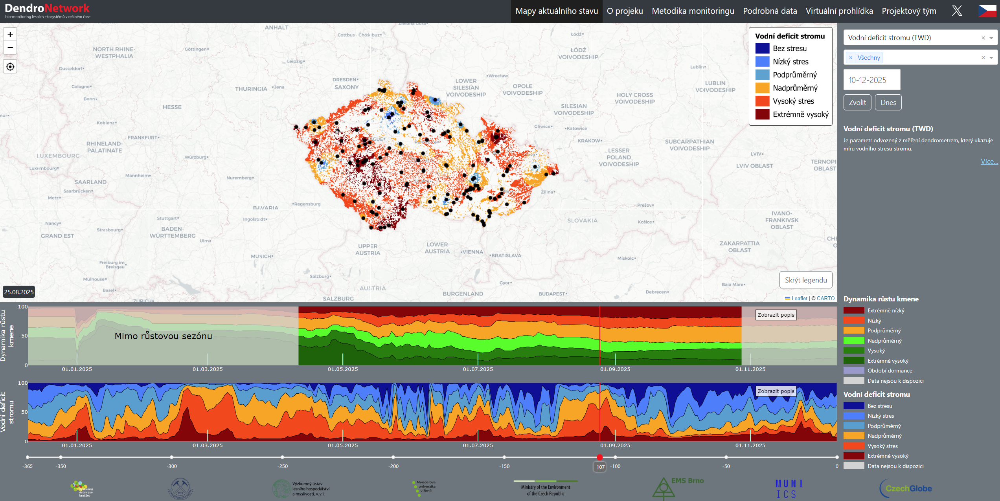 DendroNetwork
bio-monitoring lesních ekosystémů v reálném čase
Mapy aktuálního stavu
O projeku
Metodika monitoringu
Podrobná data
Virtuální prohlídka
Projektový tým
+
−
ANHALT
Zielona Góra
Cottbus - Chóśebuz
Łódź
NORTH RHINE-
WESTPHALIA
Göttingen
ŁÓDŹ
VOIVODESHIP
Leipzig
Dusseldorf
Lublin
Wrocław
DRESDEN
SAXONY
LOWER
SILESIAN
VOIVODESHIP
OPOLE
VOIVODESHIP
LUBLIN
VOIVODESHIP
Cologne
THURINGIA
Jena
Bonn
HOLY CROSS
VOIVODESHIP
HESSE
SILESIAN
VOIVODESHIP
Koblenz
Gliwice
Katowice
FRANKFURT
KRAKOW
RHINELAND-
PALATINATE
SUBCARPATHIAN
VOIVODESHIP
LESSER
POLAND
VOIVODESHIP
LUXEMBOURG
Würzburg
LVIV
Luxembourg
LVIV OBLAST
TERNOPI
OBLAST
Mannheim
Nuremberg
SAARLAND
Saarbrücken
Metz
Žilina
BAVARIA
Regensburg
Prešov
Stuttgart
Ingolstadt
SLOVAKIA
Košice
IVANO-
FRANKIVSK
OBLAST
Nancy
Strasbourg
BADEN-
WÜRTTEMBERG
GRAND EST
Ulm
UPPER
AUSTRIA
LOWER
AUSTRIA
VIENNA
BRATISLAVA
ZAKARPATTIA
OBLAST
MUNICH
Miskolc
Freiburg im
Breisgau
Mulhouse
Salzburg
Gyor
Baia Mare
Basel
AUSTRIA
BURGENLAND
BUDAPEST
Debrecen
ZURICH
SALZBURG
Vodní deficit stromu
Bez stresu
Nízký stres
Podprůměrný
Nadprůměrný
Vysoký stres
Extrémně vysoký
Skrýt legendu
Leaflet | © CARTO
25.08.2025
Vodní deficit stromu (TWD)
× Všechny
10-12-2025
Zvolit
Dnes
Vodní deficit stromu (TWD)
Je parametr odvozený z měření dendrometrem, který ukazuje
míru vodního stresu stromu.
Více...
Dynamika růstu
kmene
100
50
0
Mimo růstovou sezónu
Zobrazit popis
01.01.2025
01.03.2025
01.05.2025
01.07.2025
01.09.2025
01.11.2025
Vodní deficit
stromu
100
50
0
Zobrazit popis
01.01.2025
01.03.2025
01.05.2025
01.07.2025
01.09.2025
01.11.2025
-365
-350
-300
-250
-200
-150
-107
-100
-50
0
Dynamika růstu kmene
Extrémně nízký
Nízký
Podprůměrný
Nadprůměrný
Vysoký
Extrémně vysoký
Období dormance
Data nejsou k dispozici
Vodní deficit stromu
Bez stresu
Nízký stres
Podprůměrný
Nadprůměrný
Vysoký stres
Extrémně vysoký
Data nejsou k dispozici
Výzkumný
ústav pro
krajinu
Výzkumný ústav
lesního hospodářství
a myslivosti, v. v. i.
Mendelova
univerzita
v Brně
Ministry of the Environment
of the Czech Republic
EMS Brno
MUNI
ICS
CzechGlobe